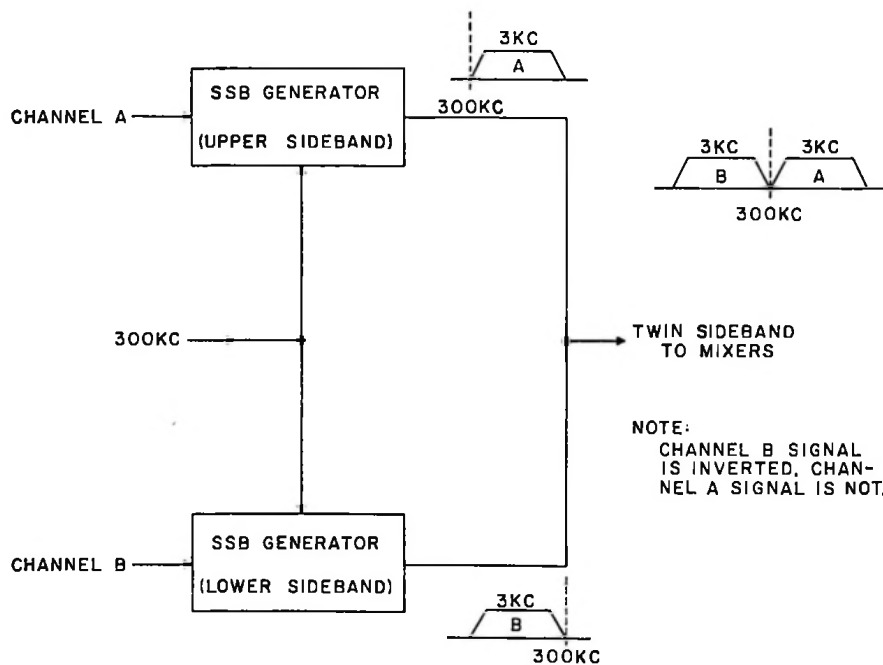 3KC
A
300KC
CHANNEL A
SSB GENERATOR
(UPPER SIDEBAND)
3KC 3KC
B A
300KC
300KC
TWIN SIDEBAND
TO MIXERS
NOTE:
CHANNEL B SIGNAL
IS INVERTED, CHAN-
NEL A SIGNAL IS NOT.
CHANNEL B
SSB GENERATOR
(LOWER SIDEBAND)
3KC
B
300KC